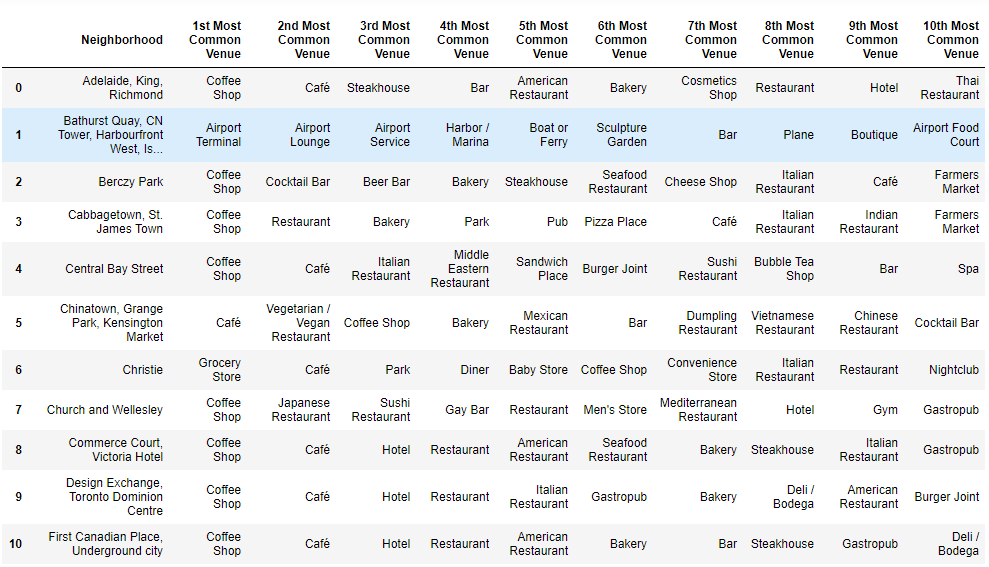 Neighborhood 1st Most Common Venue 2nd Most Common Venue 3rd Most Common Venue 4th Most Common Venue 5th Most Common Venue 6th Most Common Venue 7th Most Common Venue 8th Most Common Venue 9th Most Common Venue 10th Most Common Venue
0 Adelaide, King, Richmond Coffee Shop Café Steakhouse Bar American Restaurant Bakery Cosmetics Shop Restaurant Hotel Thai Restaurant
1 Bathurst Quay, CN Tower, Harbourfront West, Is... Airport Terminal Airport Lounge Airport Service Harbor / Marina Boat or Ferry Sculpture Garden Bar Plane Boutique Airport Food Court
2 Berczy Park Coffee Shop Cocktail Bar Beer Bar Bakery Steakhouse Seafood Restaurant Cheese Shop Italian Restaurant Café Farmers Market
3 Cabbagetown, St. James Town Coffee Shop Restaurant Bakery Park Pub Pizza Place Café Italian Restaurant Indian Restaurant Farmers Market
4 Central Bay Street Coffee Shop Café Italian Restaurant Middle Eastern Restaurant Sandwich Place Burger Joint Sushi Restaurant Bubble Tea Shop Bar Spa
5 Chinatown, Grange Park, Kensington Market Café Vegetarian / Vegan Restaurant Coffee Shop Bakery Mexican Restaurant Bar Dumpling Restaurant Vietnamese Restaurant Chinese Restaurant Cocktail Bar
6 Christie Grocery Store Café Park Diner Baby Store Coffee Shop Convenience Store Italian Restaurant Restaurant Nightclub
7 Church and Wellesley Coffee Shop Japanese Restaurant Sushi Restaurant Gay Bar Restaurant Men's Store Mediterranean Restaurant Hotel Gym Gastropub
8 Commerce Court, Victoria Hotel Coffee Shop Café Hotel Restaurant American Restaurant Seafood Restaurant Bakery Steakhouse Italian Restaurant Gastropub
9 Design Exchange, Toronto Dominion Centre Coffee Shop Café Hotel Restaurant Italian Restaurant Gastropub Bakery Deli / Bodega American Restaurant Burger Joint
10 First Canadian Place, Underground city Coffee Shop Café Hotel Restaurant American Restaurant Bakery Bar Steakhouse Gastropub Deli / Bodega